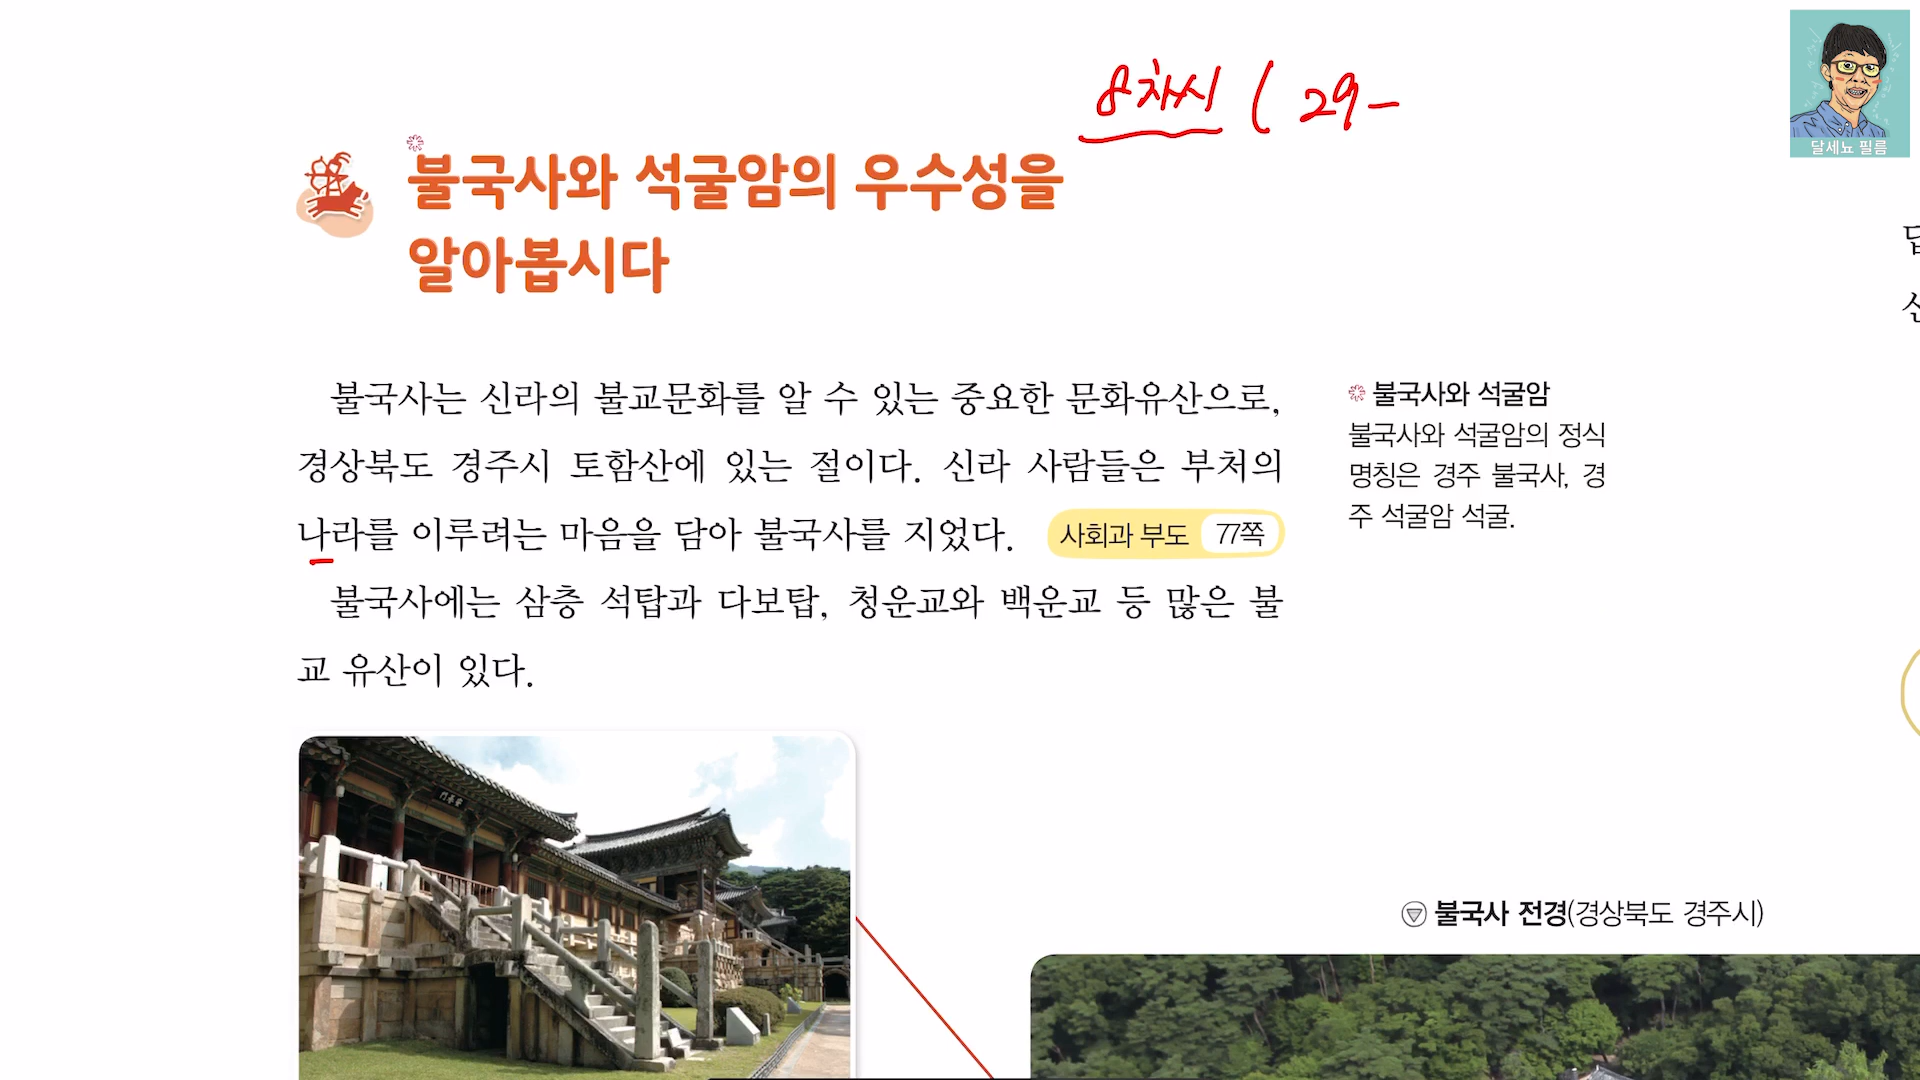 8차시 ( 29-
달세뇨 필름
불국사와 석굴암의 우수성을
알아봅시다
불국사는 신라의 불교문화를 알 수 있는 중요한 문화유산으로,
경상북도 경주시 토함산에 있는 절이다. 신라 사람들은 부처의
나라를 이루려는 마음을 담아 불국사를 지었다. 사회과 부도 77쪽
불국사에는 삼층 석탑과 다보탑, 청운교와 백운교 등 많은 불
교 유산이 있다.
불국사와 석굴암
불국사와 석굴암의 정식
명칭은 경주 불국사, 경
주 석굴암 석굴.
불국사 전경(경상북도 경주시)